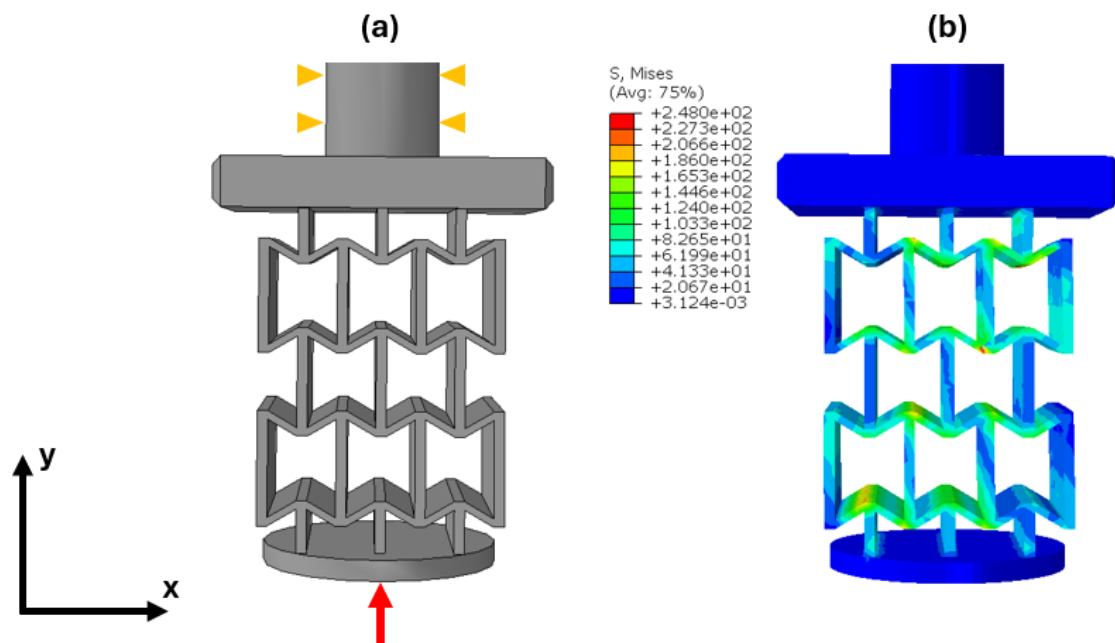 (a)
(b)
S, Mises
(Avg: 75%)
+2.480e+02
+2.273e+02
+2.066e+02
+1.860e+02
+1.653e+02
+1.446e+02
+1.240e+02
+1.033e+02
+8.265e+01
+6.199e+01
+4.133e+01
+2.067e+01
+3.124e-03
y
x